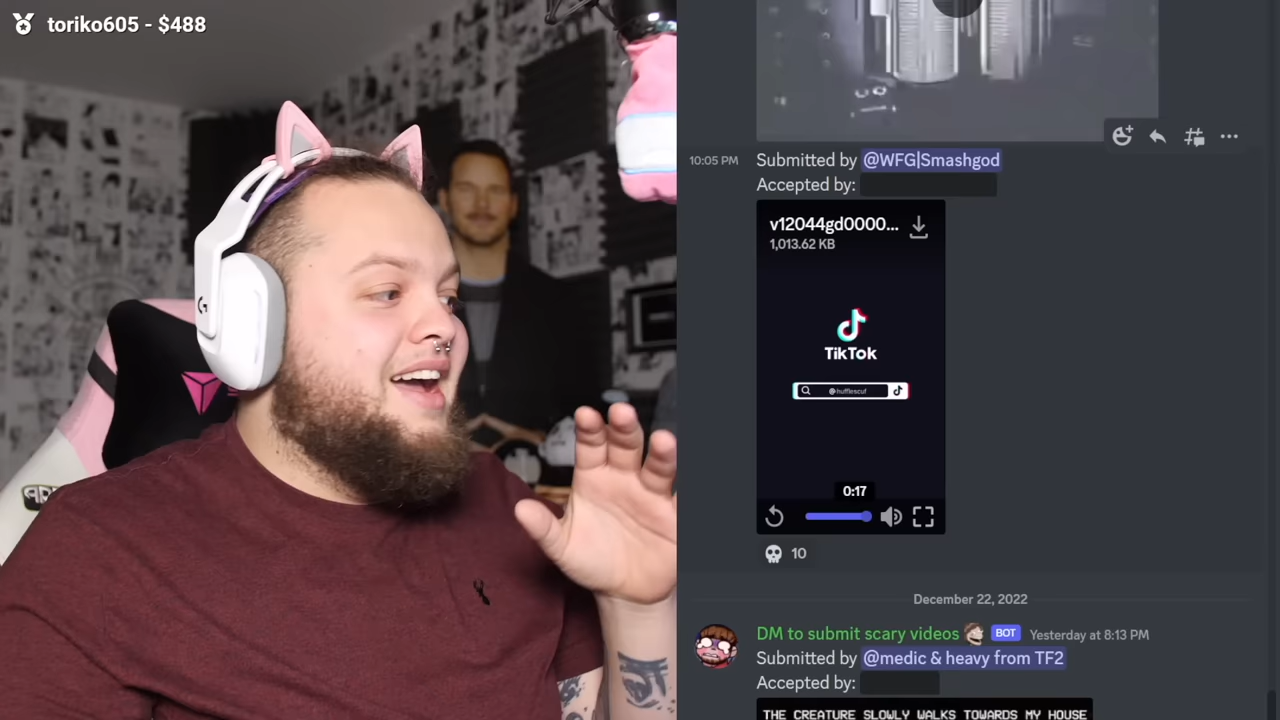 toriko605 - $488
10:05 PM
Submitted by @WFG|Smashgod
Accepted by:
v12044gd0000...
1,013.62 KB
TikTok
@hufflescuf
0:17
10
December 22, 2022
DM to submit scary videos BOT Yesterday at 8:13 PM
Submitted by @medic & heavy from TF2
Accepted by:
THE CREATURE SLOWLY WALKS TOWARDS MY HOUSE